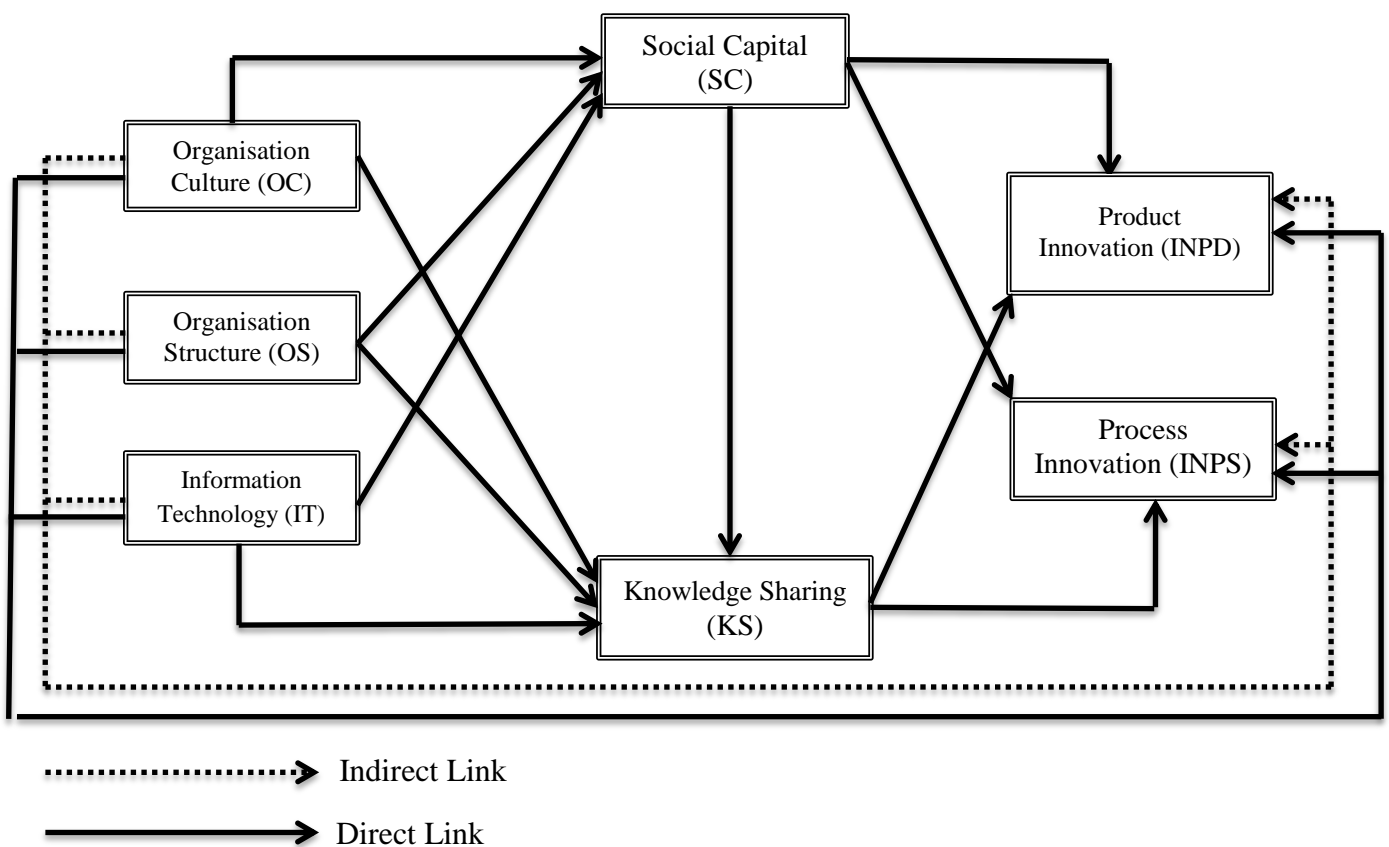 Social Capital
(SC)
Organisation
Culture (OC)
Organisation
Structure (OS)
Information
Technology (IT)
Knowledge Sharing
(KS)
Product
Innovation (INPD)
Process
Innovation (INPS)
Indirect Link
Direct Link